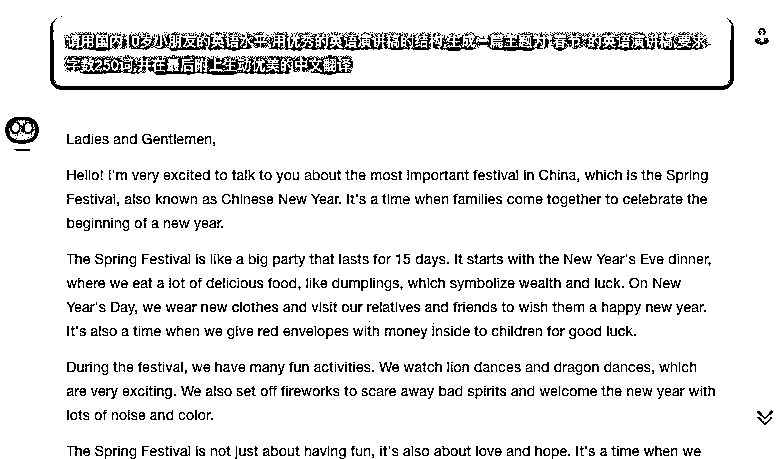 请用国内10岁小朋友的英语水平,用优秀的英语演讲稿的结构,生成一篇主题为“春节”的英语演讲稿,要求
字数250词,并在最后附上生动优美的中文翻译
Ladies and Gentlemen,
Hello! I'm very excited to talk to you about the most important festival in China, which is the Spring
Festival, also known as Chinese New Year. It's a time when families come together to celebrate the
beginning of a new year.
The Spring Festival is like a big party that lasts for 15 days. It starts with the New Year's Eve dinner,
where we eat a lot of delicious food, like dumplings, which symbolize wealth and luck. On New
Year's Day, we wear new clothes and visit our relatives and friends to wish them a happy new year.
It's also a time when we give red envelopes with money inside to children for good luck.
During the festival, we have many fun activities. We watch lion dances and dragon dances, which
are very exciting. We also set off fireworks to scare away bad spirits and welcome the new year with
lots of noise and color.
The Spring Festival is not just about having fun, it's also about love and hope. It's a time when we